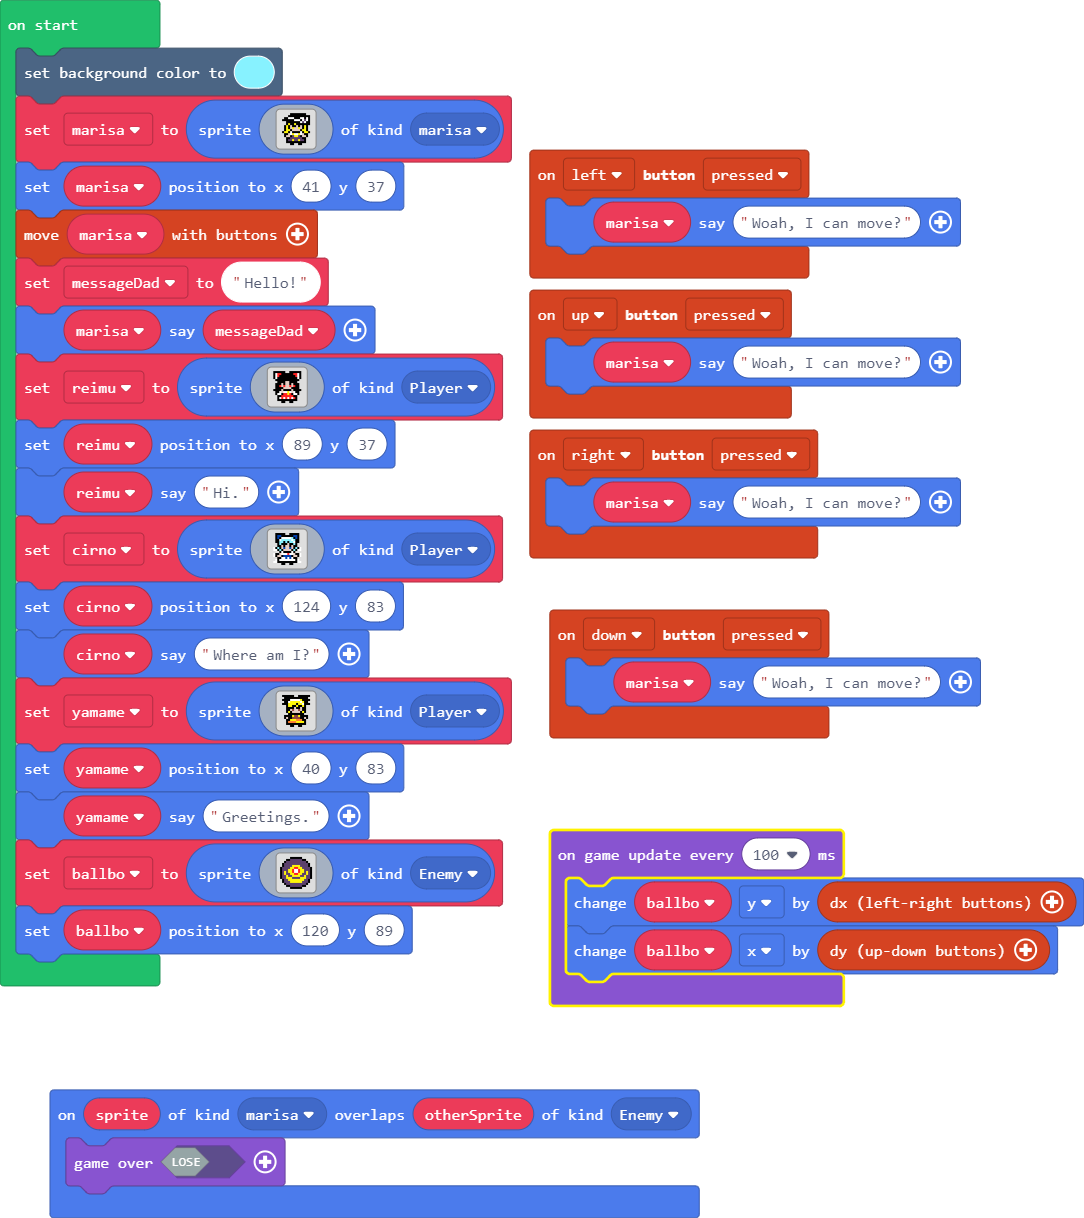 on start
set background color to
set marisa to sprite of kind marisa
set marisa position to x 41 y 37
move marisa with buttons
set messageDad to "Hello!"
marisa say messageDad
set reimu to sprite of kind Player
set reimu position to x 89 y 37
reimu say "Hi."
set cirno to sprite of kind Player
set cirno position to x 124 y 83
cirno say "Where am I?"
set yamame to sprite of kind Player
set yamame position to x 40 y 83
yamame say "Greetings."
set ballbo to sprite of kind Enemy
set ballbo position to x 120 y 89
on left button pressed
marisa say "Woah, I can move?"
on up button pressed
marisa say "Woah, I can move?"
on right button pressed
marisa say "Woah, I can move?"
on down button pressed
marisa say "Woah, I can move?"
on game update every 100 ms
change ballbo y by dx (left-right buttons)
change ballbo x by dy (up-down buttons)
on sprite of kind marisa overlaps otherSprite of kind Enemy
game over LOSE